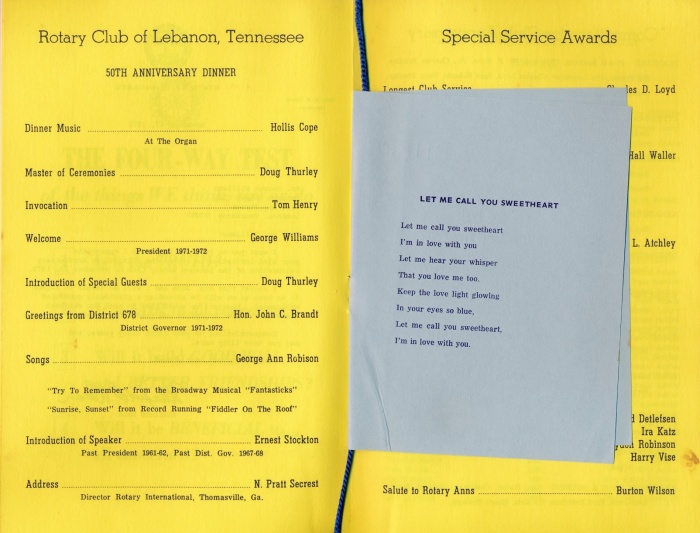 Rotary Club of Lebanon, Tennessee
50TH ANNIVERSARY DINNER
Dinner Music ........ Hollis Cope
At The Organ
Master of Ceremonies ........ Doug Thurley
Invocation ........ Tom Henry
Welcome ........ George Williams
President 1971-1972
Introduction of Special Guests ........ Doug Thurley
Greetings from District 678 ........ Hon. John C. Brandt
District Governor 1971-1972
Songs ........ George Ann Robison
"Try To Remember" from the Broadway Musical "Fantasticks"
"Sunrise, Sunset" from Record Running "Fiddler On The Roof"
Introduction of Speaker ........ Ernest Stockton
Past President 1961-62, Past Dist. Gov. 1967-68
Address ........ N. Pratt Secrest
Director Rotary International, Thomasville, Ga.
Special Service Awards
Longest Club Service
les D. Loyd
Hall Waller
L. Atchley
LET ME CALL YOU SWEETHEART
Let me call you sweetheart
I'm in love with you
Let me hear your whisper
That you love me too.
Keep the love light glowing
In your eyes so blue,
Let me call you sweetheart,
I'm in love with you.
Detlefsen
Ira Katz
Robinson
Harry Vise
Salute to Rotary Anns ........ Burton Wilson